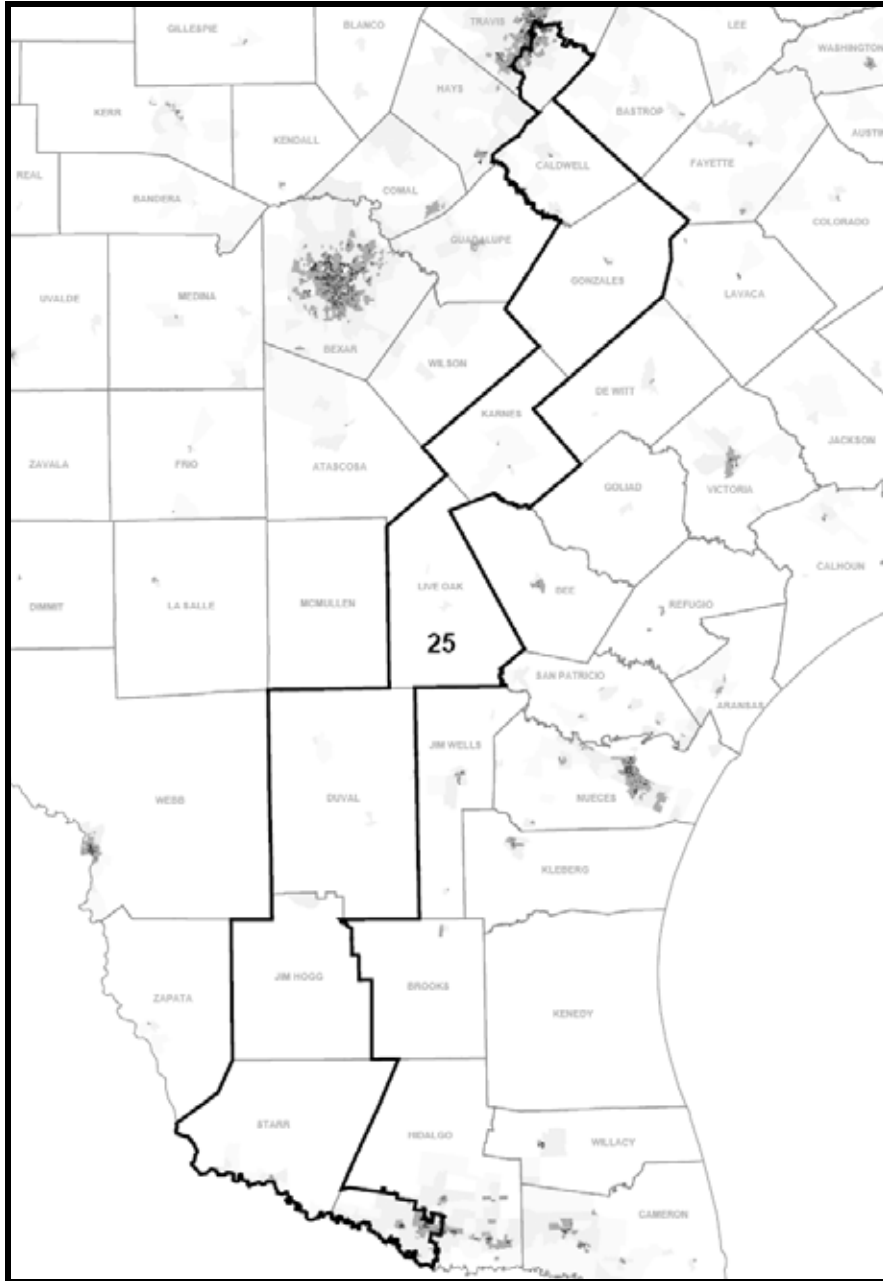 GILLESPIE
BLANCO
TRAVIS
LEE
WASHINGTON
HAYS
KERR
BASTROP
AUSTI
KENDALL
CALDWELL
FAYETTE
REAL
COMAL
BANDERA
COLORADO
GUADALUPE
GONZALES
UVALDE
MEDINA
LAVACA
BEXAR
WILSON
DE WITT
KARNES
JACKSON
ZAVALA
FRIO
ATASCOSA
GOLIAD
VICTORIA
CALHOUN
LIVE OAK
BEE
DIMMIT
LA SALLE
MCMULLEN
REFUGIO
25
SAN PATRICIO
ARANSAS
JIM WELLS
WEBB
DUVAL
NUECES
KLEBERG
JIM HOGG
BROOKS
ZAPATA
KENEDY
STARR
HIDALGO
WILLACY
CAMERON